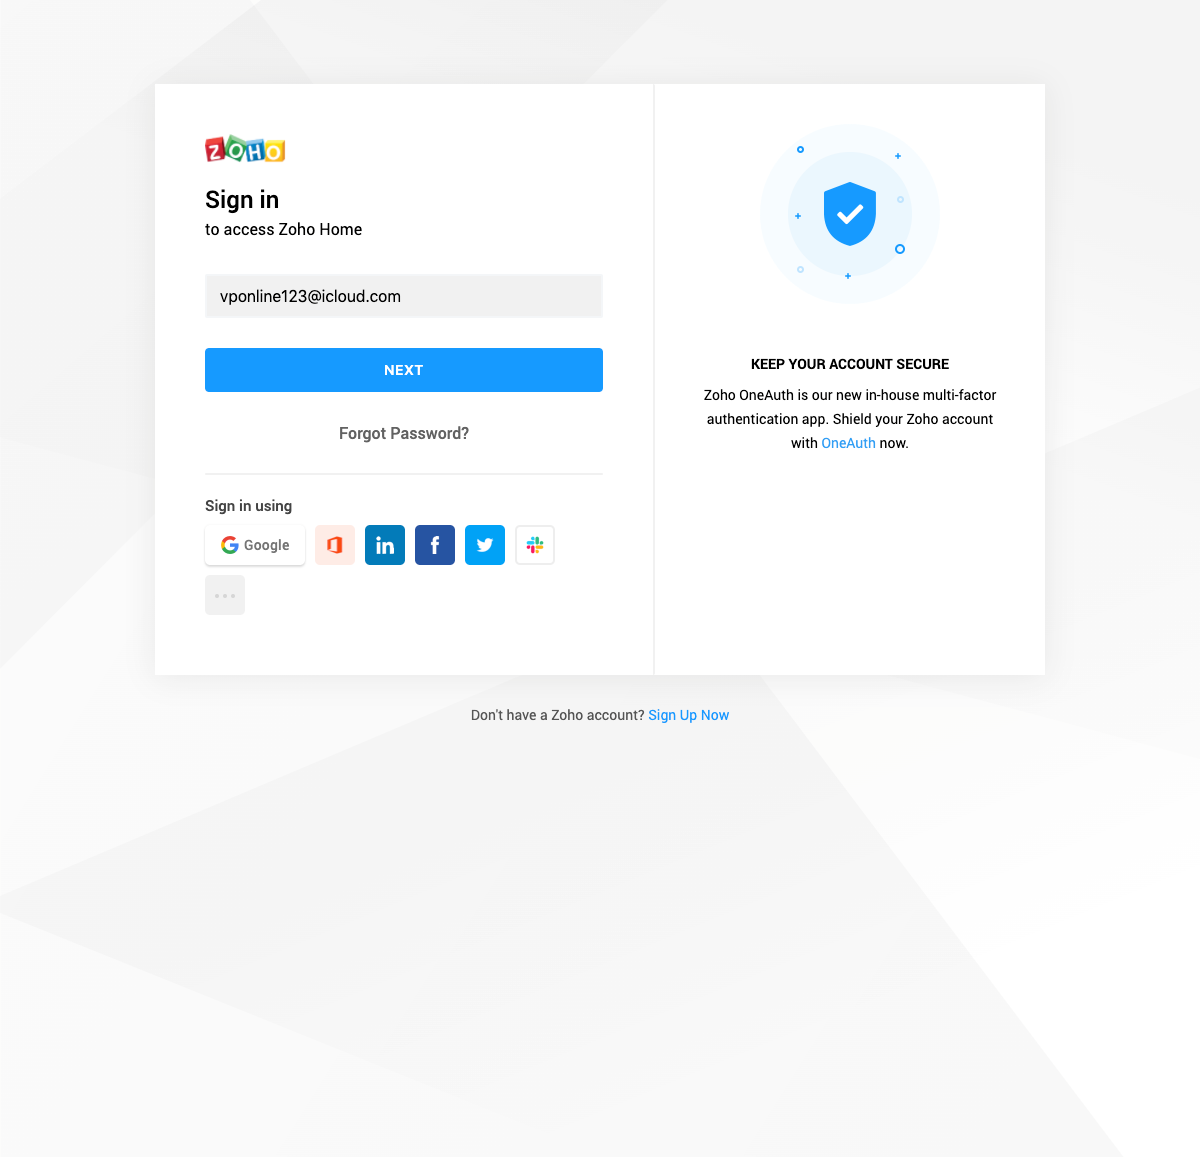 ZOHO
Sign in
to access Zoho Home
vponline123@icloud.com
NEXT
Forgot Password?
Sign in using
Google
in
f
KEEP YOUR ACCOUNT SECURE
Zoho OneAuth is our new in-house multi-factor
authentication app. Shield your Zoho account
with OneAuth now.
Don't have a Zoho account? Sign Up Now